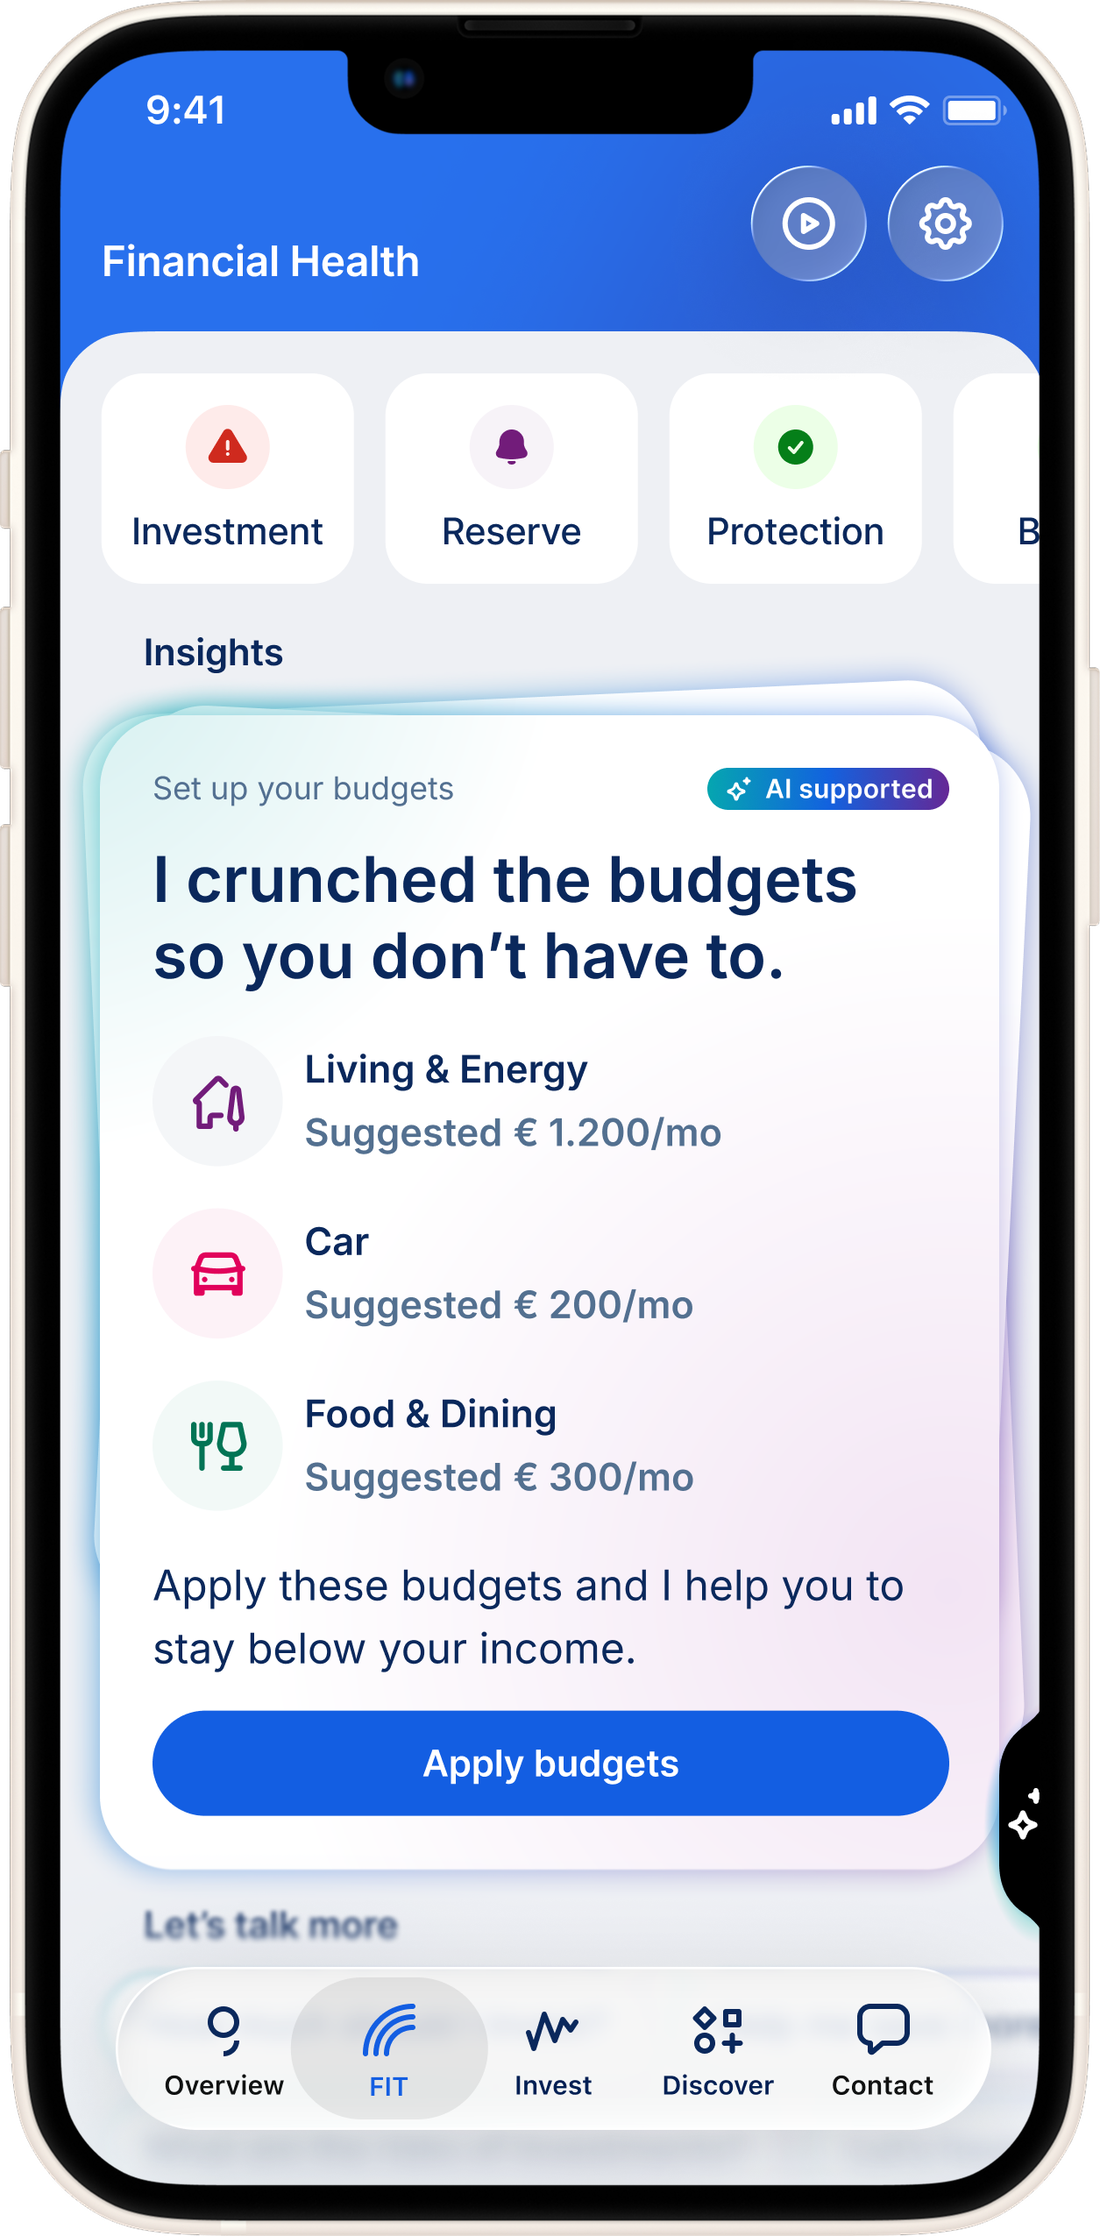 9:41
Financial Health
Investment
Reserve
Protection
B
Insights
Set up your budgets
AI supported
I crunched the budgets
so you don’t have to.
Living & Energy
Suggested € 1.200/mo
Car
Suggested € 200/mo
Food & Dining
Suggested € 300/mo
Apply these budgets and I help you to
stay below your income.
Apply budgets
Let’s talk more
Overview
FIT
Invest
Discover
Contact